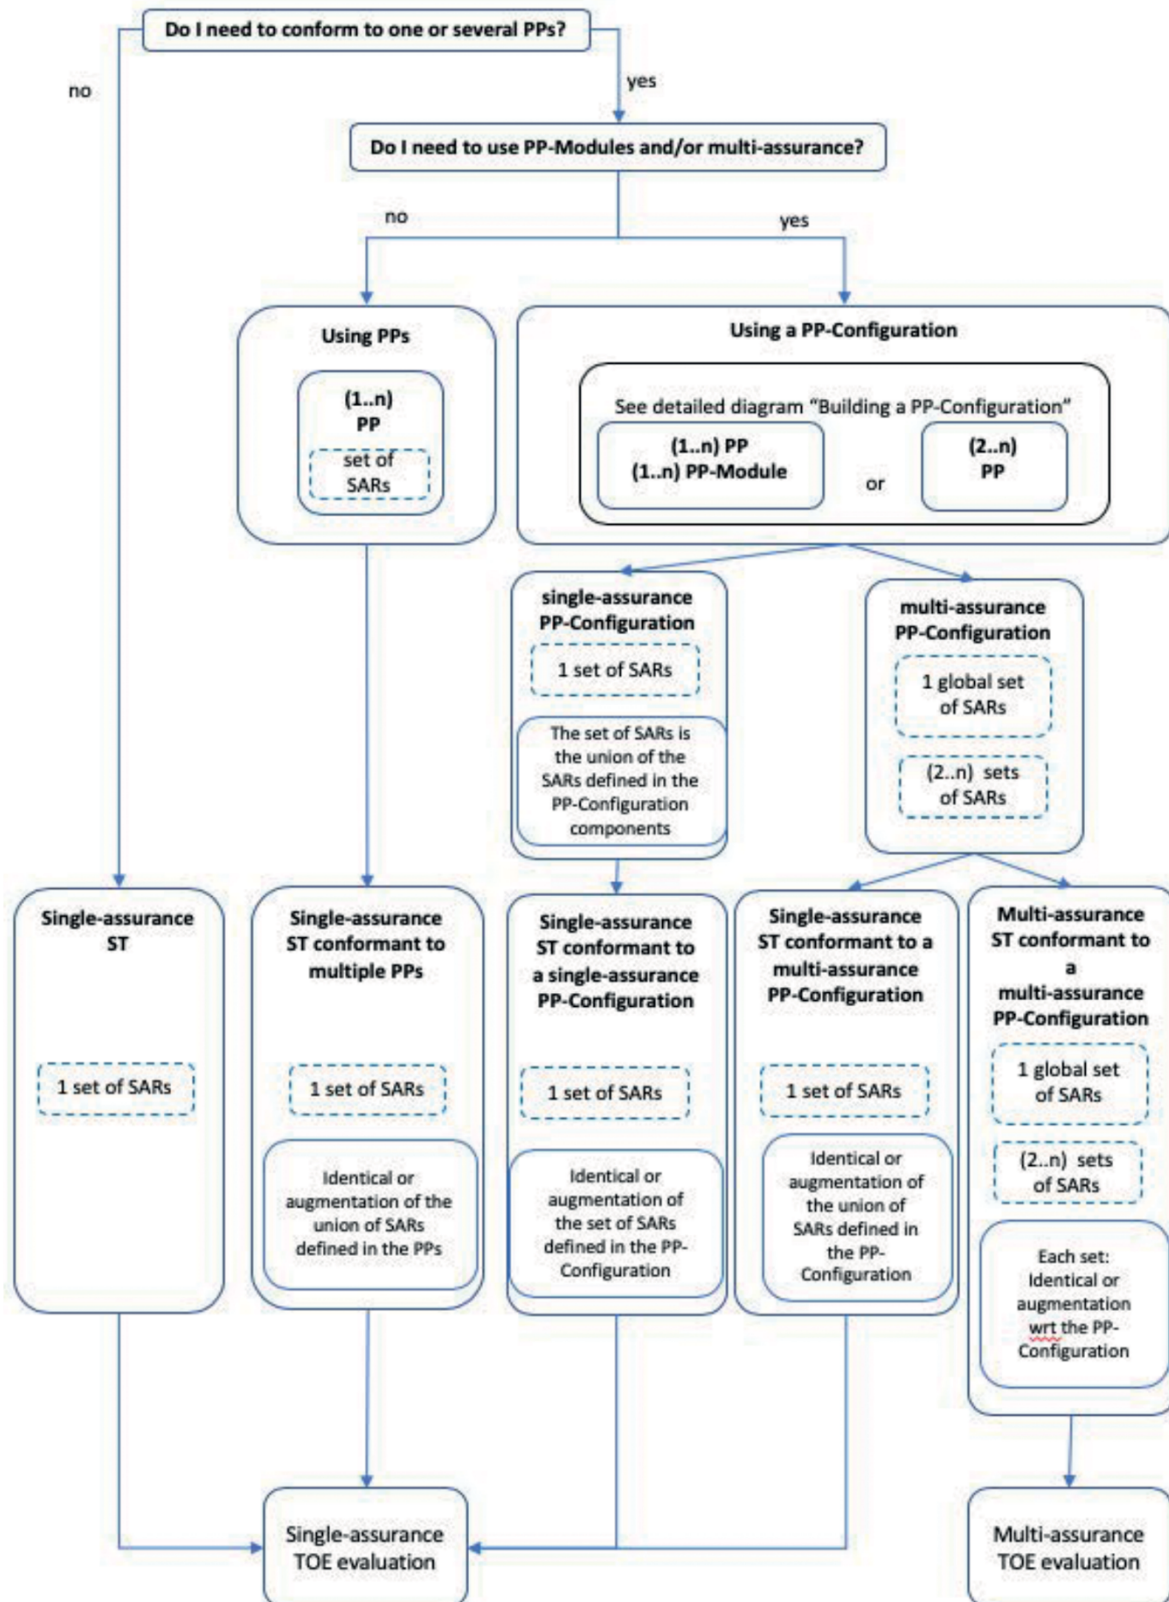 Do I need to conform to one or several PPs?
no
yes
Do I need to use PP-Modules and/or multi-assurance?
no
yes
Using PPs
(1..n)
PP
set of
SARs
Using a PP-Configuration
See detailed diagram “Building a PP-Configuration”
(1..n) PP
(1..n) PP-Module
or
(2..n)
PP
single-assurance
PP-Configuration
1 set of SARs
The set of SARs is
the union of the
SARs defined in the
PP-Configuration
components
multi-assurance
PP-Configuration
1 global set
of SARs
(2..n) sets
of SARs
Single-assurance
ST
1 set of SARs
Single-assurance
ST conformant to
multiple PPs
1 set of SARs
Identical or
augmentation of the
union of SARs
defined in the PPs
Single-assurance
ST conformant to
a single-assurance
PP-Configuration
1 set of SARs
Identical or
augmentation of
the set of SARs
defined in the PP-
Configuration
Single-assurance
ST conformant to a
multi-assurance
PP-Configuration
1 set of SARs
Identical or
augmentation of
the union of
SARs defined in
the PP-
Configuration
Multi-assurance
ST conformant to
a
multi-assurance
PP-Configuration
1 global set
of SARs
(2..n) sets
of SARs
Each set:
Identical or
augmentation
wrt the PP-
Configuration
Single-assurance
TOE evaluation
Multi-assurance
TOE evaluation